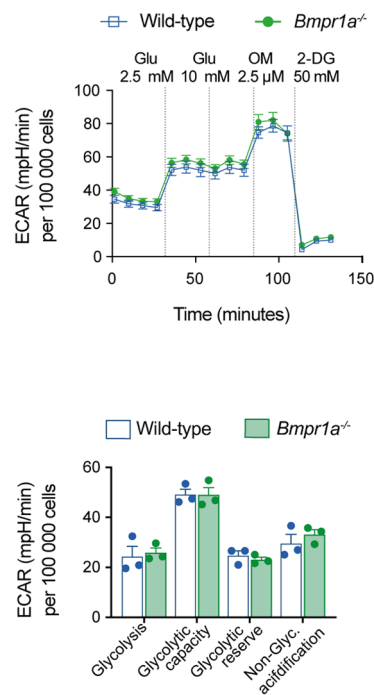 Wild-type Bmpr1a-/-
Glu Glu OM 2-DG
2.5 mM 10 mM 2.5 µM 50 mM
ECAR (mpH/min)
per 100 000 cells
100
80
60
40
20
0
0 50 100 150
Time (minutes)
Wild-type Bmpr1a-/-
ECAR (mpH/min)
per 100 000 cells
60
40
20
0
Glycolysis
Glycolytic
capacity
Glycolytic
reserve
Non-Glyc.
acifdification